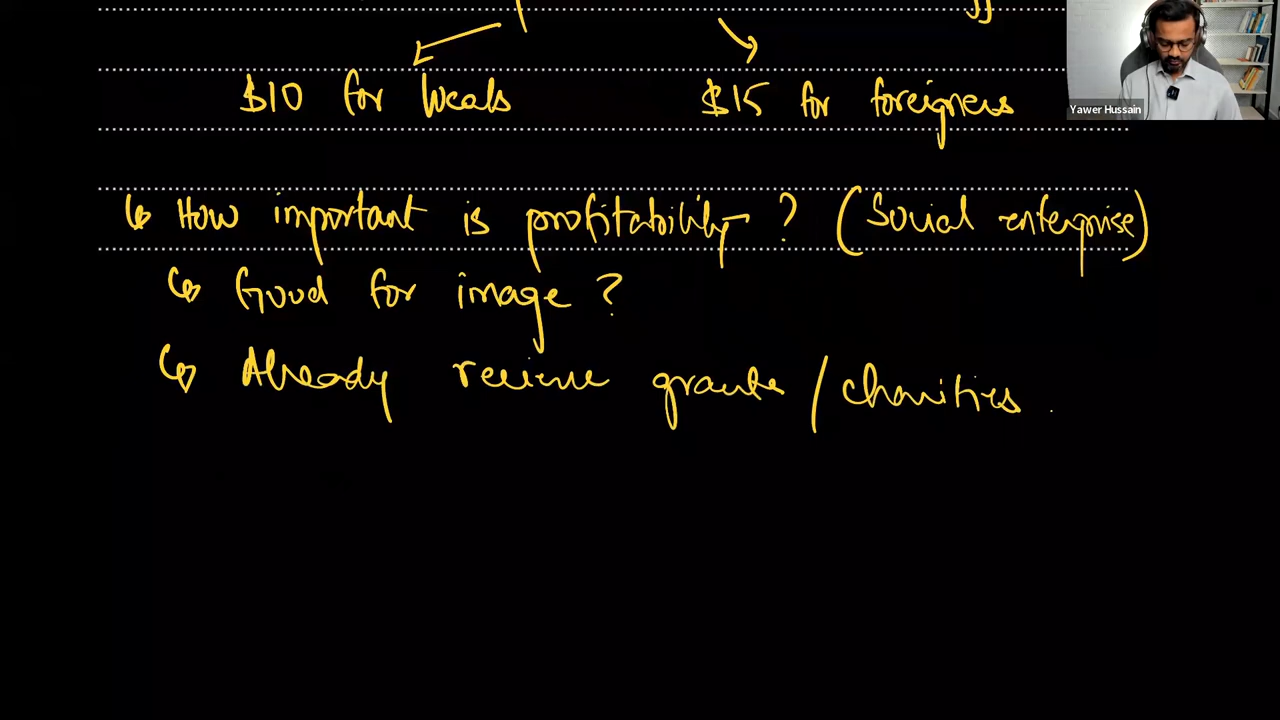 $10 for locals $15 for foreigners
Yawer Hussain
↳ How important is profitability? (Social enterprise)
↳ Good for image?
↳ Already receive grants / charities.